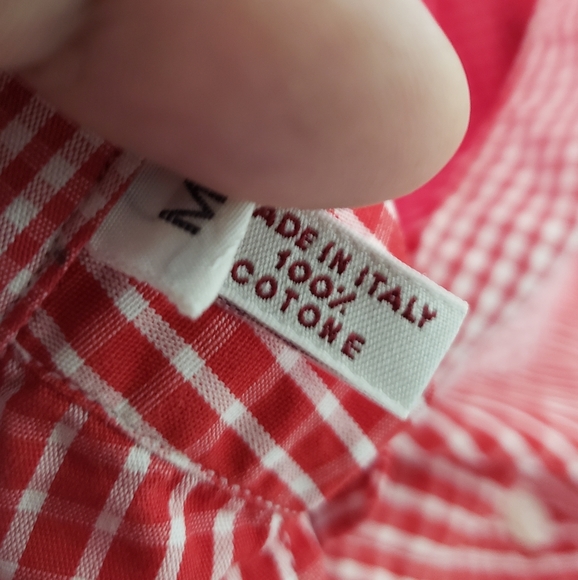 M
ADE IN ITALY
100%
COTONE